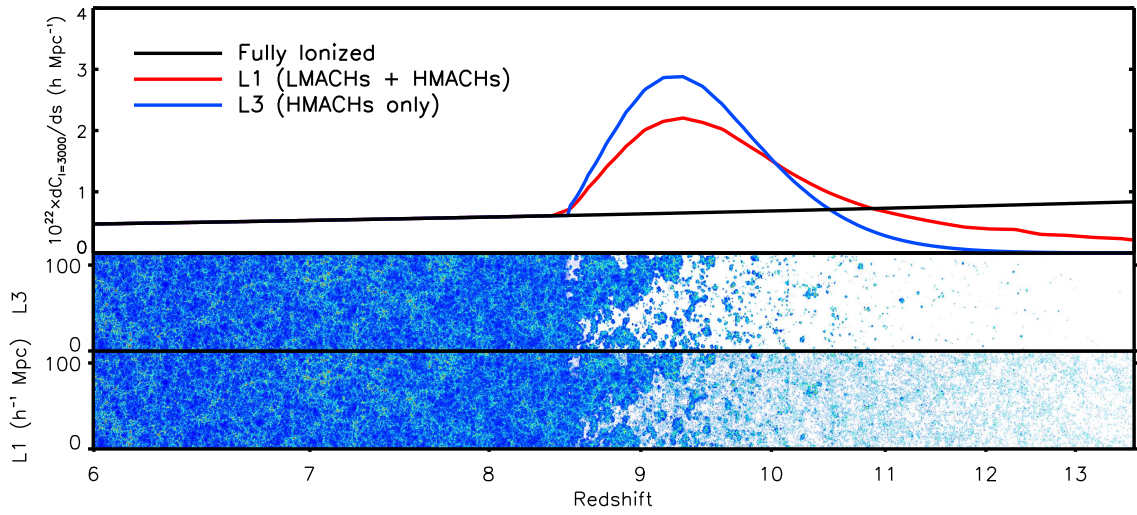 4
3
2
1
0
10²²×dC_{l=3000}/ds (h Mpc⁻¹)
Fully Ionized
L1 (LMACHs + HMACHs)
L3 (HMACHs only)
100
0
L3
100
0
L1 (h⁻¹ Mpc)
6 7 8 9 10 11 12 13
Redshift